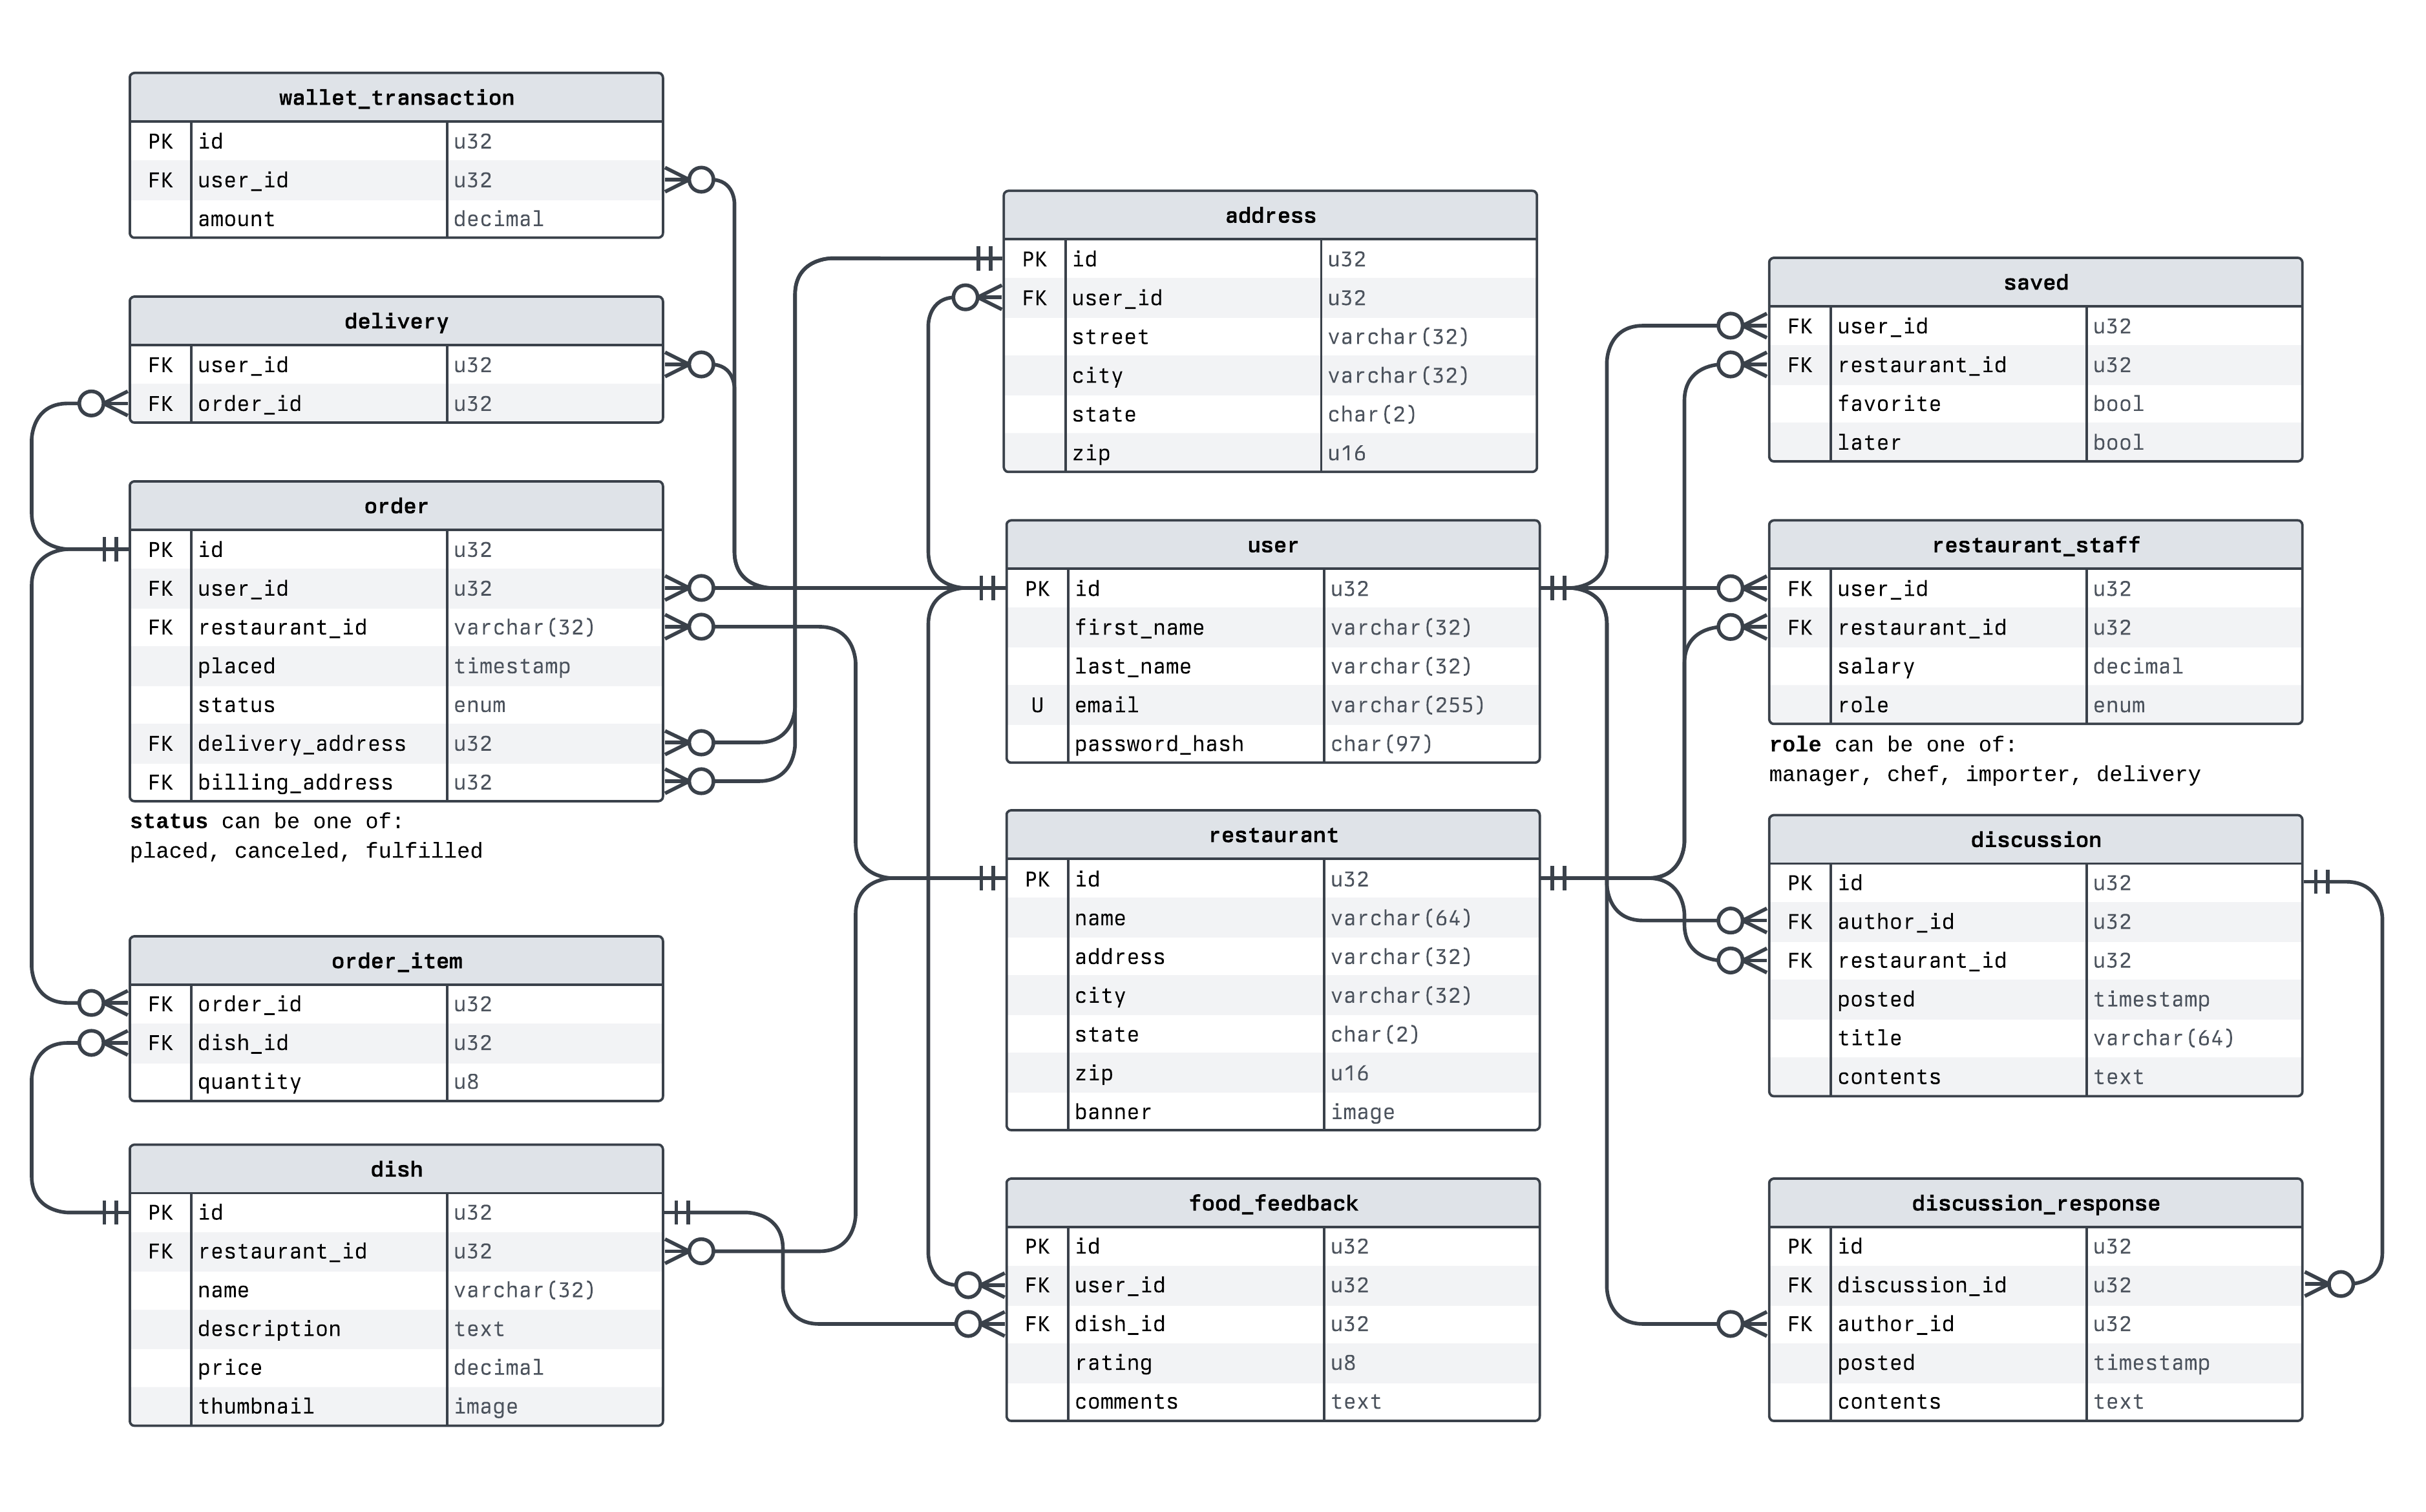 wallet_transaction
PK id u32
FK user_id u32
amount decimal
delivery
FK user_id u32
FK order_id u32
order
PK id u32
FK user_id u32
FK restaurant_id varchar(32)
placed timestamp
status enum
FK delivery_address u32
FK billing_address u32
status can be one of:
placed, canceled, fulfilled
order_item
FK order_id u32
FK dish_id u32
quantity u8
dish
PK id u32
FK restaurant_id u32
name varchar(32)
description text
price decimal
thumbnail image
address
PK id u32
FK user_id u32
street varchar(32)
city varchar(32)
state char(2)
zip u16
user
PK id u32
first_name varchar(32)
last_name varchar(32)
U email varchar(255)
password_hash char(97)
restaurant
PK id u32
name varchar(64)
address varchar(32)
city varchar(32)
state char(2)
zip u16
banner image
food_feedback
PK id u32
FK user_id u32
FK dish_id u32
rating u8
comments text
saved
FK user_id u32
FK restaurant_id u32
favorite bool
later bool
restaurant_staff
FK user_id u32
FK restaurant_id u32
salary decimal
role enum
role can be one of:
manager, chef, importer, delivery
discussion
PK id u32
FK author_id u32
FK restaurant_id u32
posted timestamp
title varchar(64)
contents text
discussion_response
PK id u32
FK discussion_id u32
FK author_id u32
posted timestamp
contents text